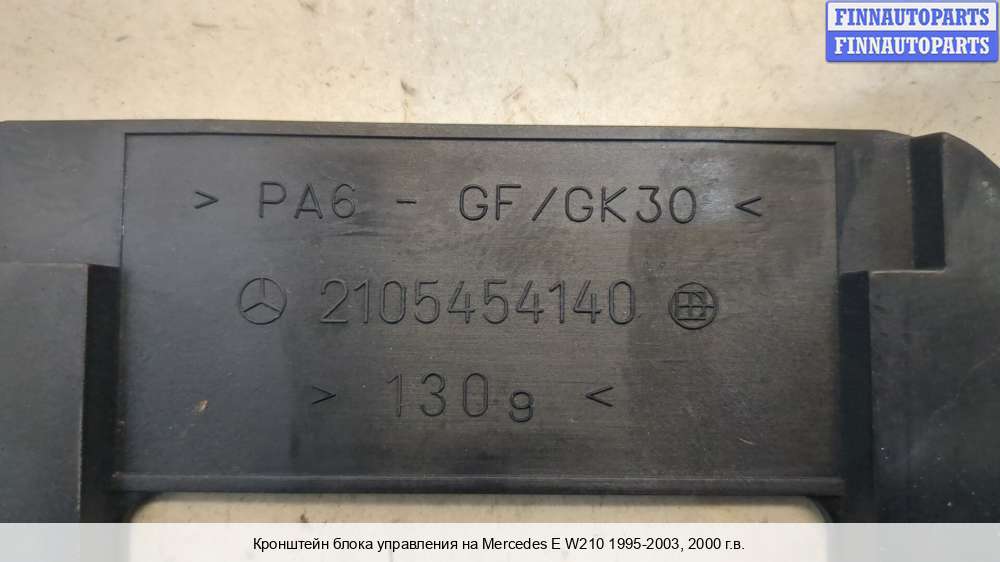 FINNAUTOPARTS
FINNAUTOPARTS
> PA6 - GF/GK30 <
2105454140
> 130g <
Кронштейн блока управления на Mercedes E W210 1995-2003, 2000 г.в.